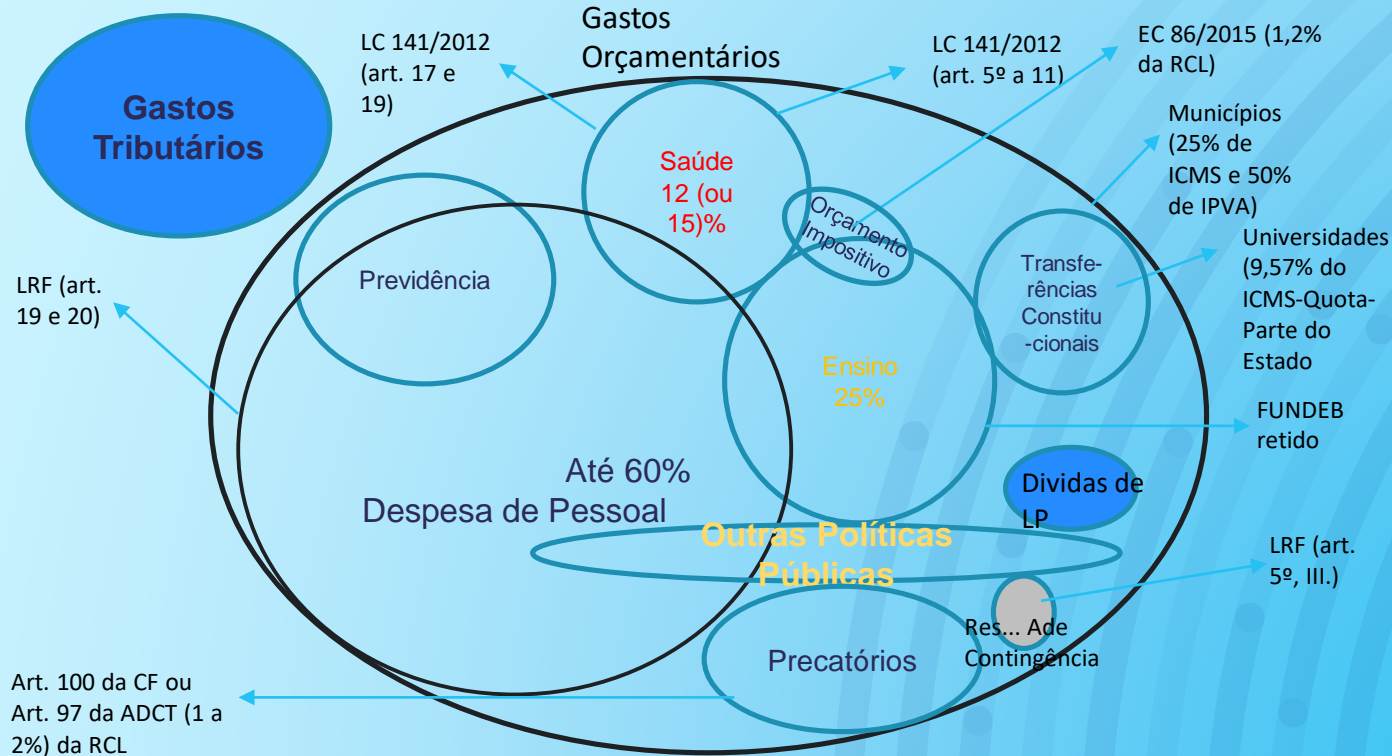 Gastos
Orçamentários
LC 141/2012
(art. 17 e
19)
LC 141/2012
(art. 5º a 11)
EC 86/2015 (1,2%
da RCL)
Gastos
Tributários
Saúde
12 (ou
15)%
Orçamento
Impositivo
Municípios
(25% de
ICMS e 50%
de IPVA)
Universidades
(9,57% do
ICMS-Quota-
Parte do
Estado
Previdência
Transfe-
rências
Constitu
-cionais
LRF (art.
19 e 20)
Ensino
25%
FUNDEB
retido
Até 60%
Despesa de Pessoal
Dividas de
LP
Outras Políticas
Públicas
LRF (art.
5º, III.)
Res... Ade
Contingência
Precatórios
Art. 100 da CF ou
Art. 97 da ADCT (1 a
2%) da RCL